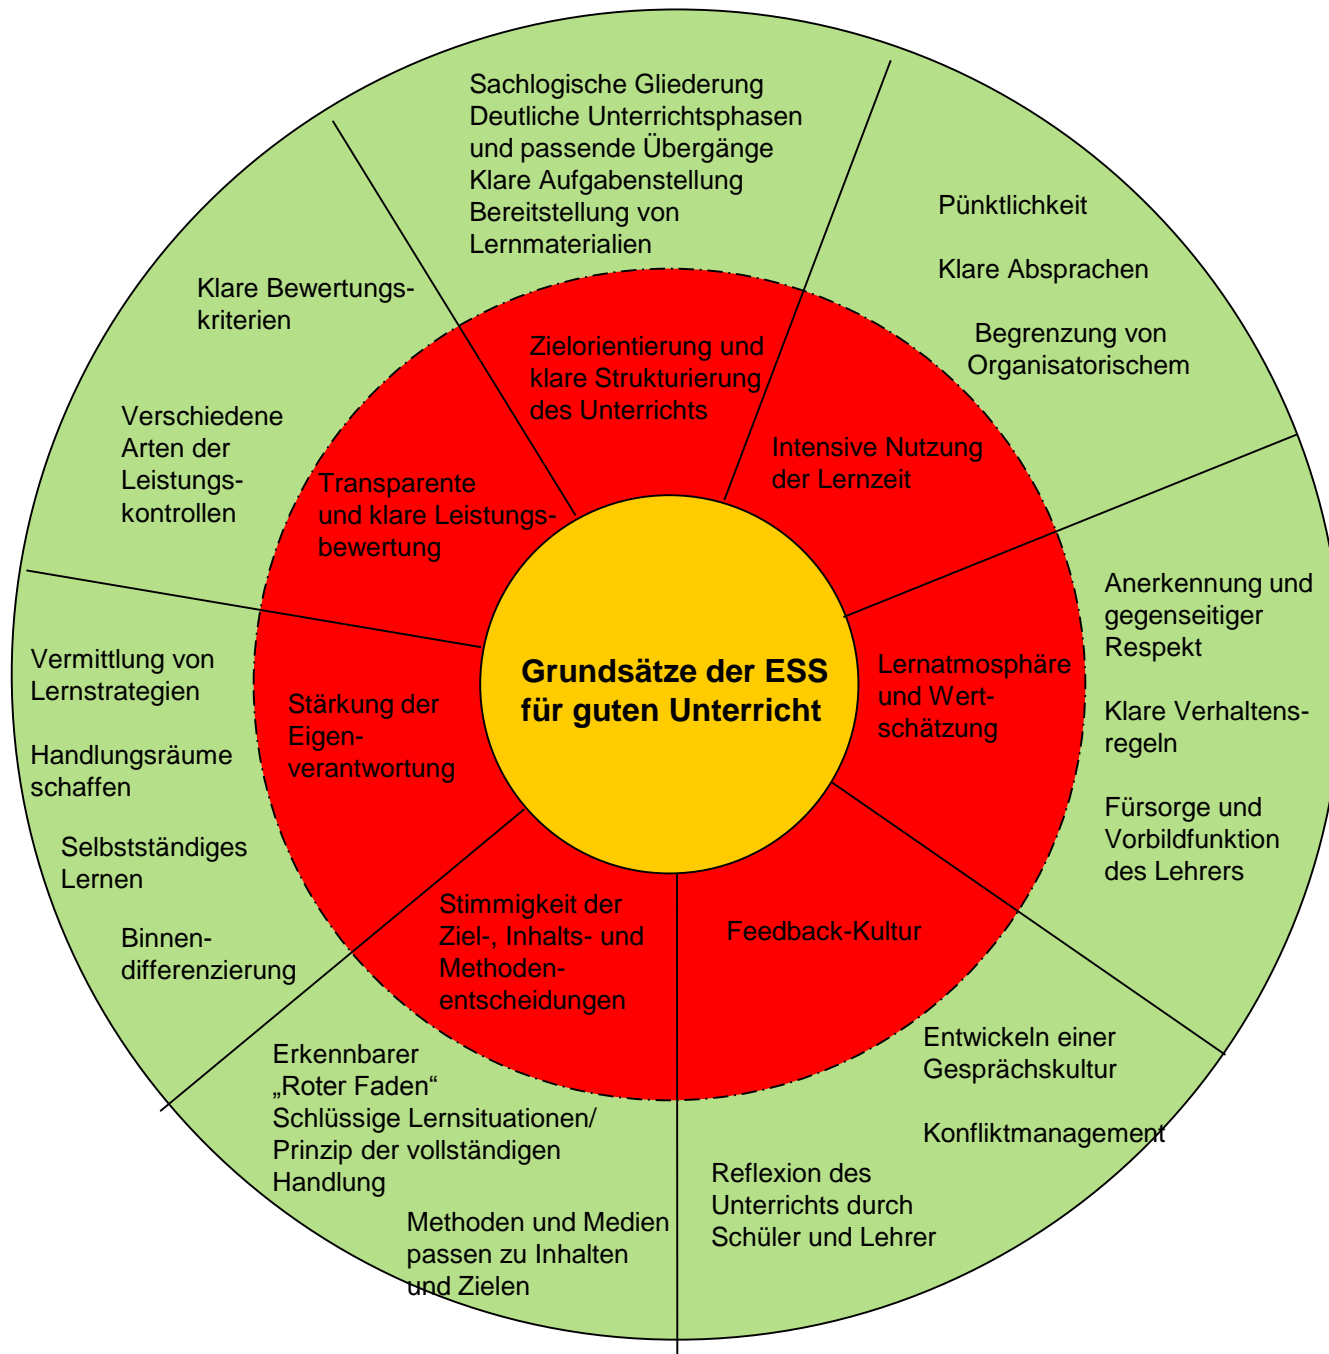 Sachlogische Gliederung
Deutliche Unterrichtsphasen
und passende Übergänge
Klare Aufgabenstellung
Bereitstellung von
Lernmaterialien
Pünktlichkeit
Klare Absprachen
Begrenzung von
Organisatorischem
Klare Bewertungs-
kriterien
Verschiedene
Arten der
Leistungs-
kontrollen
Zielorientierung und
klare Strukturierung
des Unterrichts
Intensive Nutzung
der Lernzeit
Transparente
und klare Leistungs-
bewertung
Anerkennung und
gegenseitiger
Respekt
Klare Verhaltens-
regeln
Fürsorge und
Vorbildfunktion
des Lehrers
Lernatmosphäre
und Wert-
schätzung
Grundsätze der ESS
für guten Unterricht
Stärkung der
Eigen-
verantwortung
Vermittlung von
Lernstrategien
Handlungsräume
schaffen
Selbstständiges
Lernen
Binnen-
differenzierung
Stimmigkeit der
Ziel-, Inhalts- und
Methoden-
entscheidungen
Feedback-Kultur
Erkennbarer
„Roter Faden“
Schlüssige Lernsituationen/
Prinzip der vollständigen
Handlung
Methoden und Medien
passen zu Inhalten
und Zielen
Entwickeln einer
Gesprächskultur
Konfliktmanagement
Reflexion des
Unterrichts durch
Schüler und Lehrer